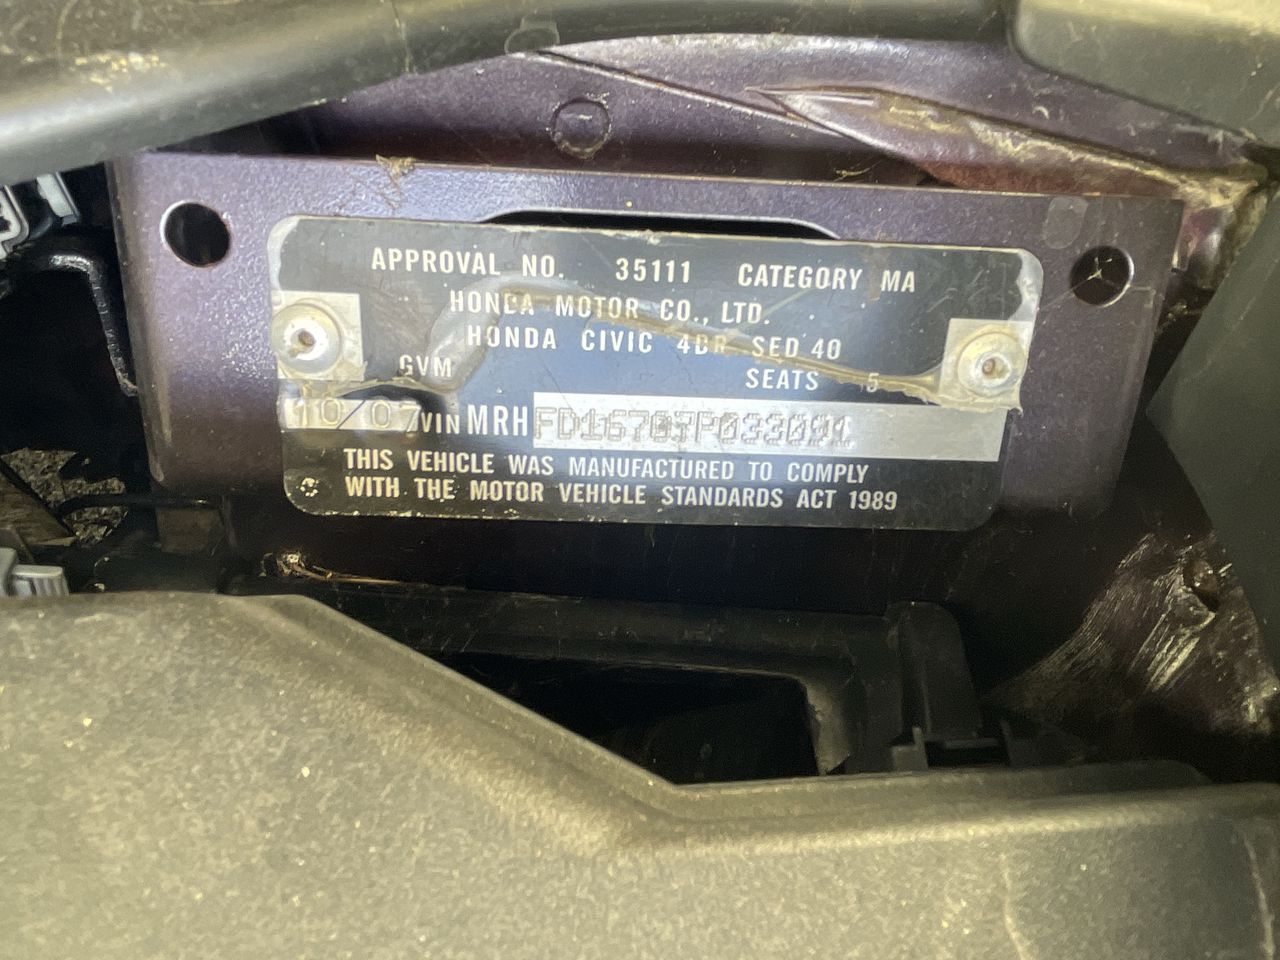 APPROVAL NO. 35111 CATEGORY MA
HONDA MOTOR CO., LTD.
HONDA CIVIC 4DR SED 40
GVM SEATS 5
10/07 VIN MRHFD16707P033091
THIS VEHICLE WAS MANUFACTURED TO COMPLY
WITH THE MOTOR VEHICLE STANDARDS ACT 1989